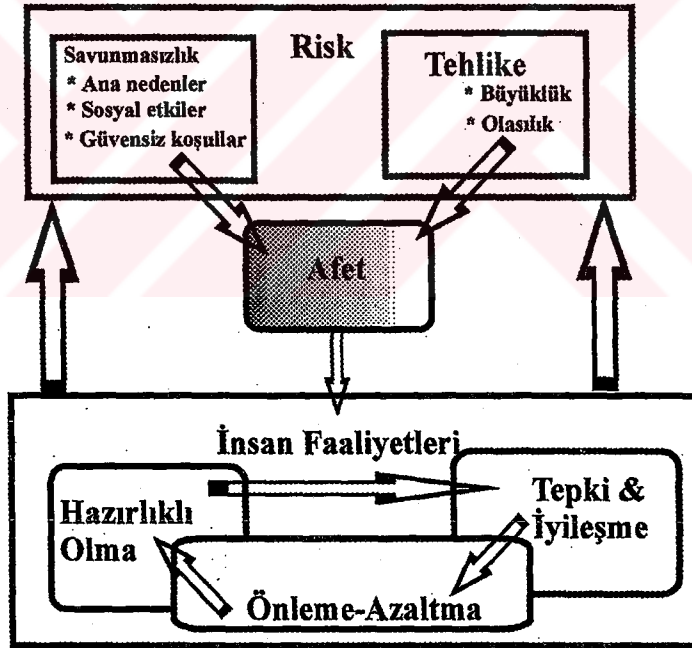 Risk
Savunmasızlık
* Ana nedenler
* Sosyal etkiler
* Güvensiz koşullar
Tehlike
* Büyüklük
* Olasılık
Afet
İnsan Faaliyetleri
Hazırlıklı
Olma
Tepki &
İyileşme
Önleme-Azaltma